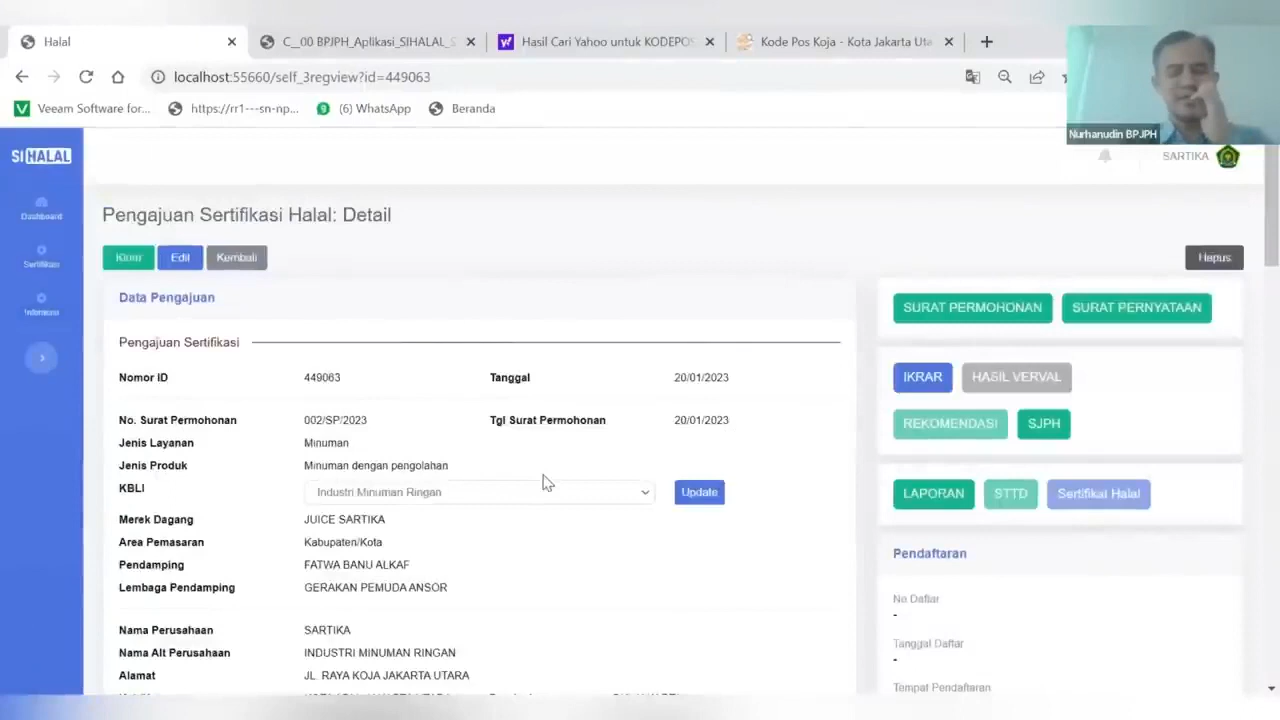 Halal
C__00 BPJPH_Aplikasi_SIHALAL_S
Hasil Cari Yahoo untuk KODEPOS
Kode Pos Koja - Kota Jakarta Uta
localhost:55660/self_3regview?id=449063
Veeam Software for...
https://rr1---sn-np...
(6) WhatsApp
Beranda
Nurhanudin BPJPH
SIHALAL
SARTIKA
Dashboard
Sertifikasi
Informasi
Pengajuan Sertifikasi Halal: Detail
Kirim
Edit
Kembali
Hapus
Data Pengajuan
Pengajuan Sertifikasi
Nomor ID 449063 Tanggal 20/01/2023
No. Surat Permohonan 002/SP/2023 Tgl Surat Permohonan 20/01/2023
Jenis Layanan Minuman
Jenis Produk Minuman dengan pengolahan
KBLI Industri Minuman Ringan Update
Merek Dagang JUICE SARTIKA
Area Pemasaran Kabupaten/Kota
Pendamping FATWA BANU ALKAF
Lembaga Pendamping GERAKAN PEMUDA ANSOR
Nama Perusahaan SARTIKA
Nama Alt Perusahaan INDUSTRI MINUMAN RINGAN
Alamat JL. RAYA KOJA JAKARTA UTARA
SURAT PERMOHONAN SURAT PERNYATAAN
IKRAR HASIL VERVAL
REKOMENDASI SJPH
LAPORAN STTD Sertifikat Halal
Pendaftaran
No Daftar
-
Tanggal Daftar
-
Tempat Pendaftaran